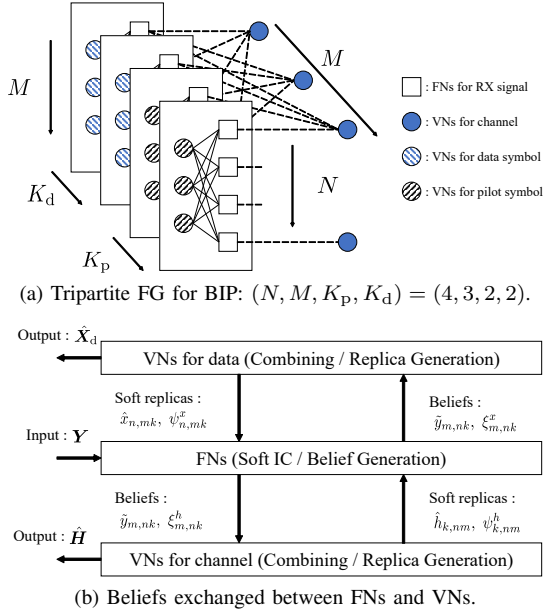 M
M
□ : FNs for RX signal
: VNs for channel
: VNs for data symbol
: VNs for pilot symbol
N
K_d
K_p
(a) Tripartite FG for BIP: (N, M, K_p, K_d) = (4, 3, 2, 2).
Output : X̂_d
VNs for data (Combining / Replica Generation)
Soft replicas :
x̂_{n,mk}, ψ^x_{n,mk}
Beliefs :
ỹ_{m,nk}, ξ^x_{m,nk}
Input : Y
FNs (Soft IC / Belief Generation)
Beliefs :
ỹ_{m,nk}, ξ^h_{m,nk}
Soft replicas :
ĥ_{k,nm}, ψ^h_{k,nm}
Output : Ĥ
VNs for channel (Combining / Replica Generation)
(b) Beliefs exchanged between FNs and VNs.